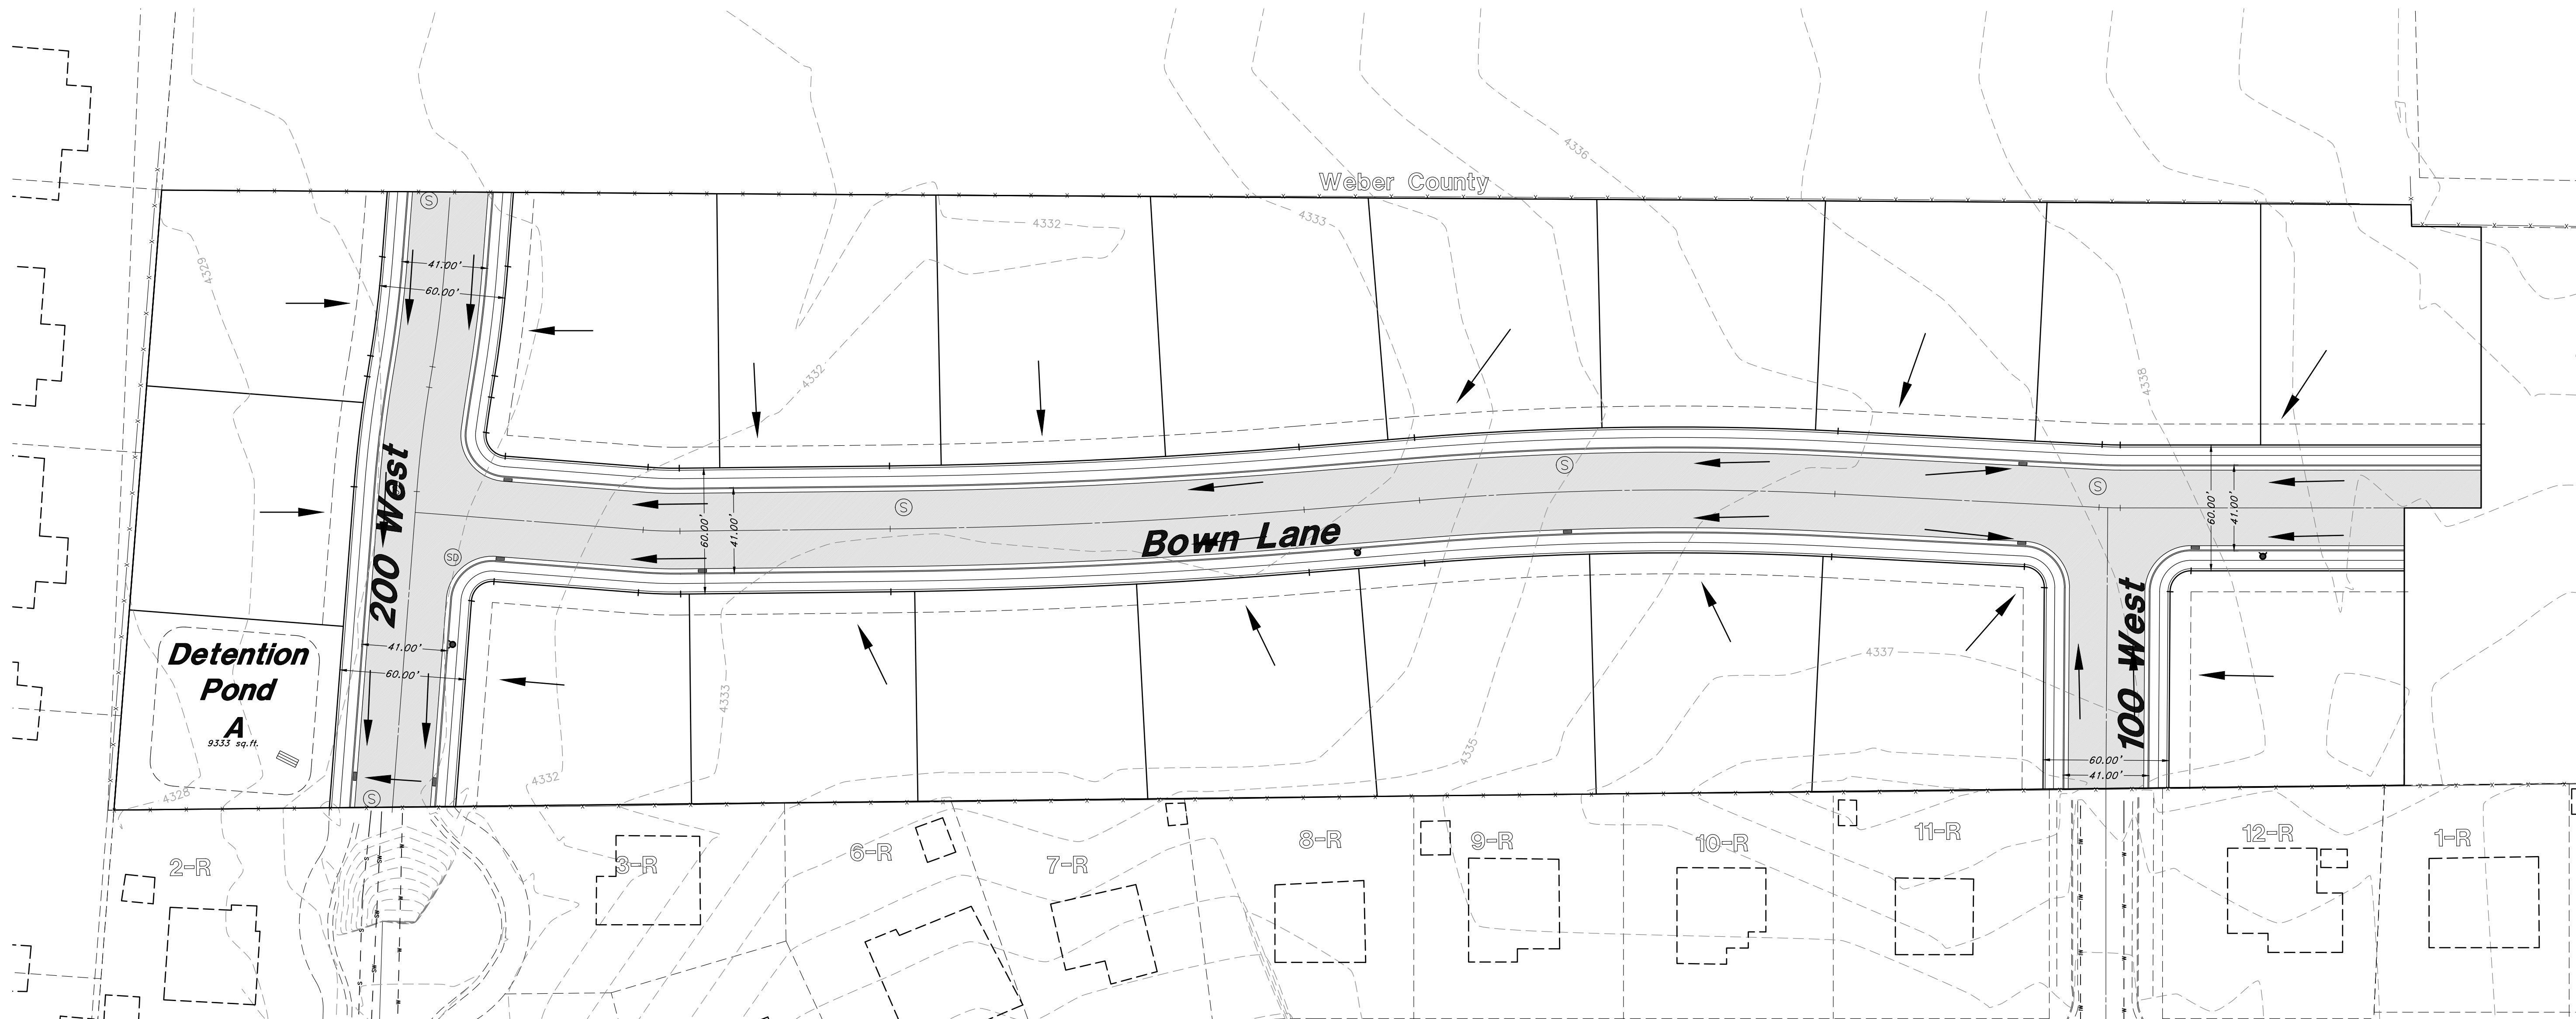 Weber County
4336
4333
4332
4329
41.00'
60.00'
4332
4338
S
S
S
S
200 West
60.00'
41.00'
Bown Lane
60.00'
41.00'
SD
100 West
41.00'
60.00'
Detention
Pond
A
9333 sq.ft.
4333
4335
4337
4332
4328
60.00'
41.00'
S
2-R
3-R
6-R
7-R
8-R
9-R
10-R
11-R
12-R
1-R